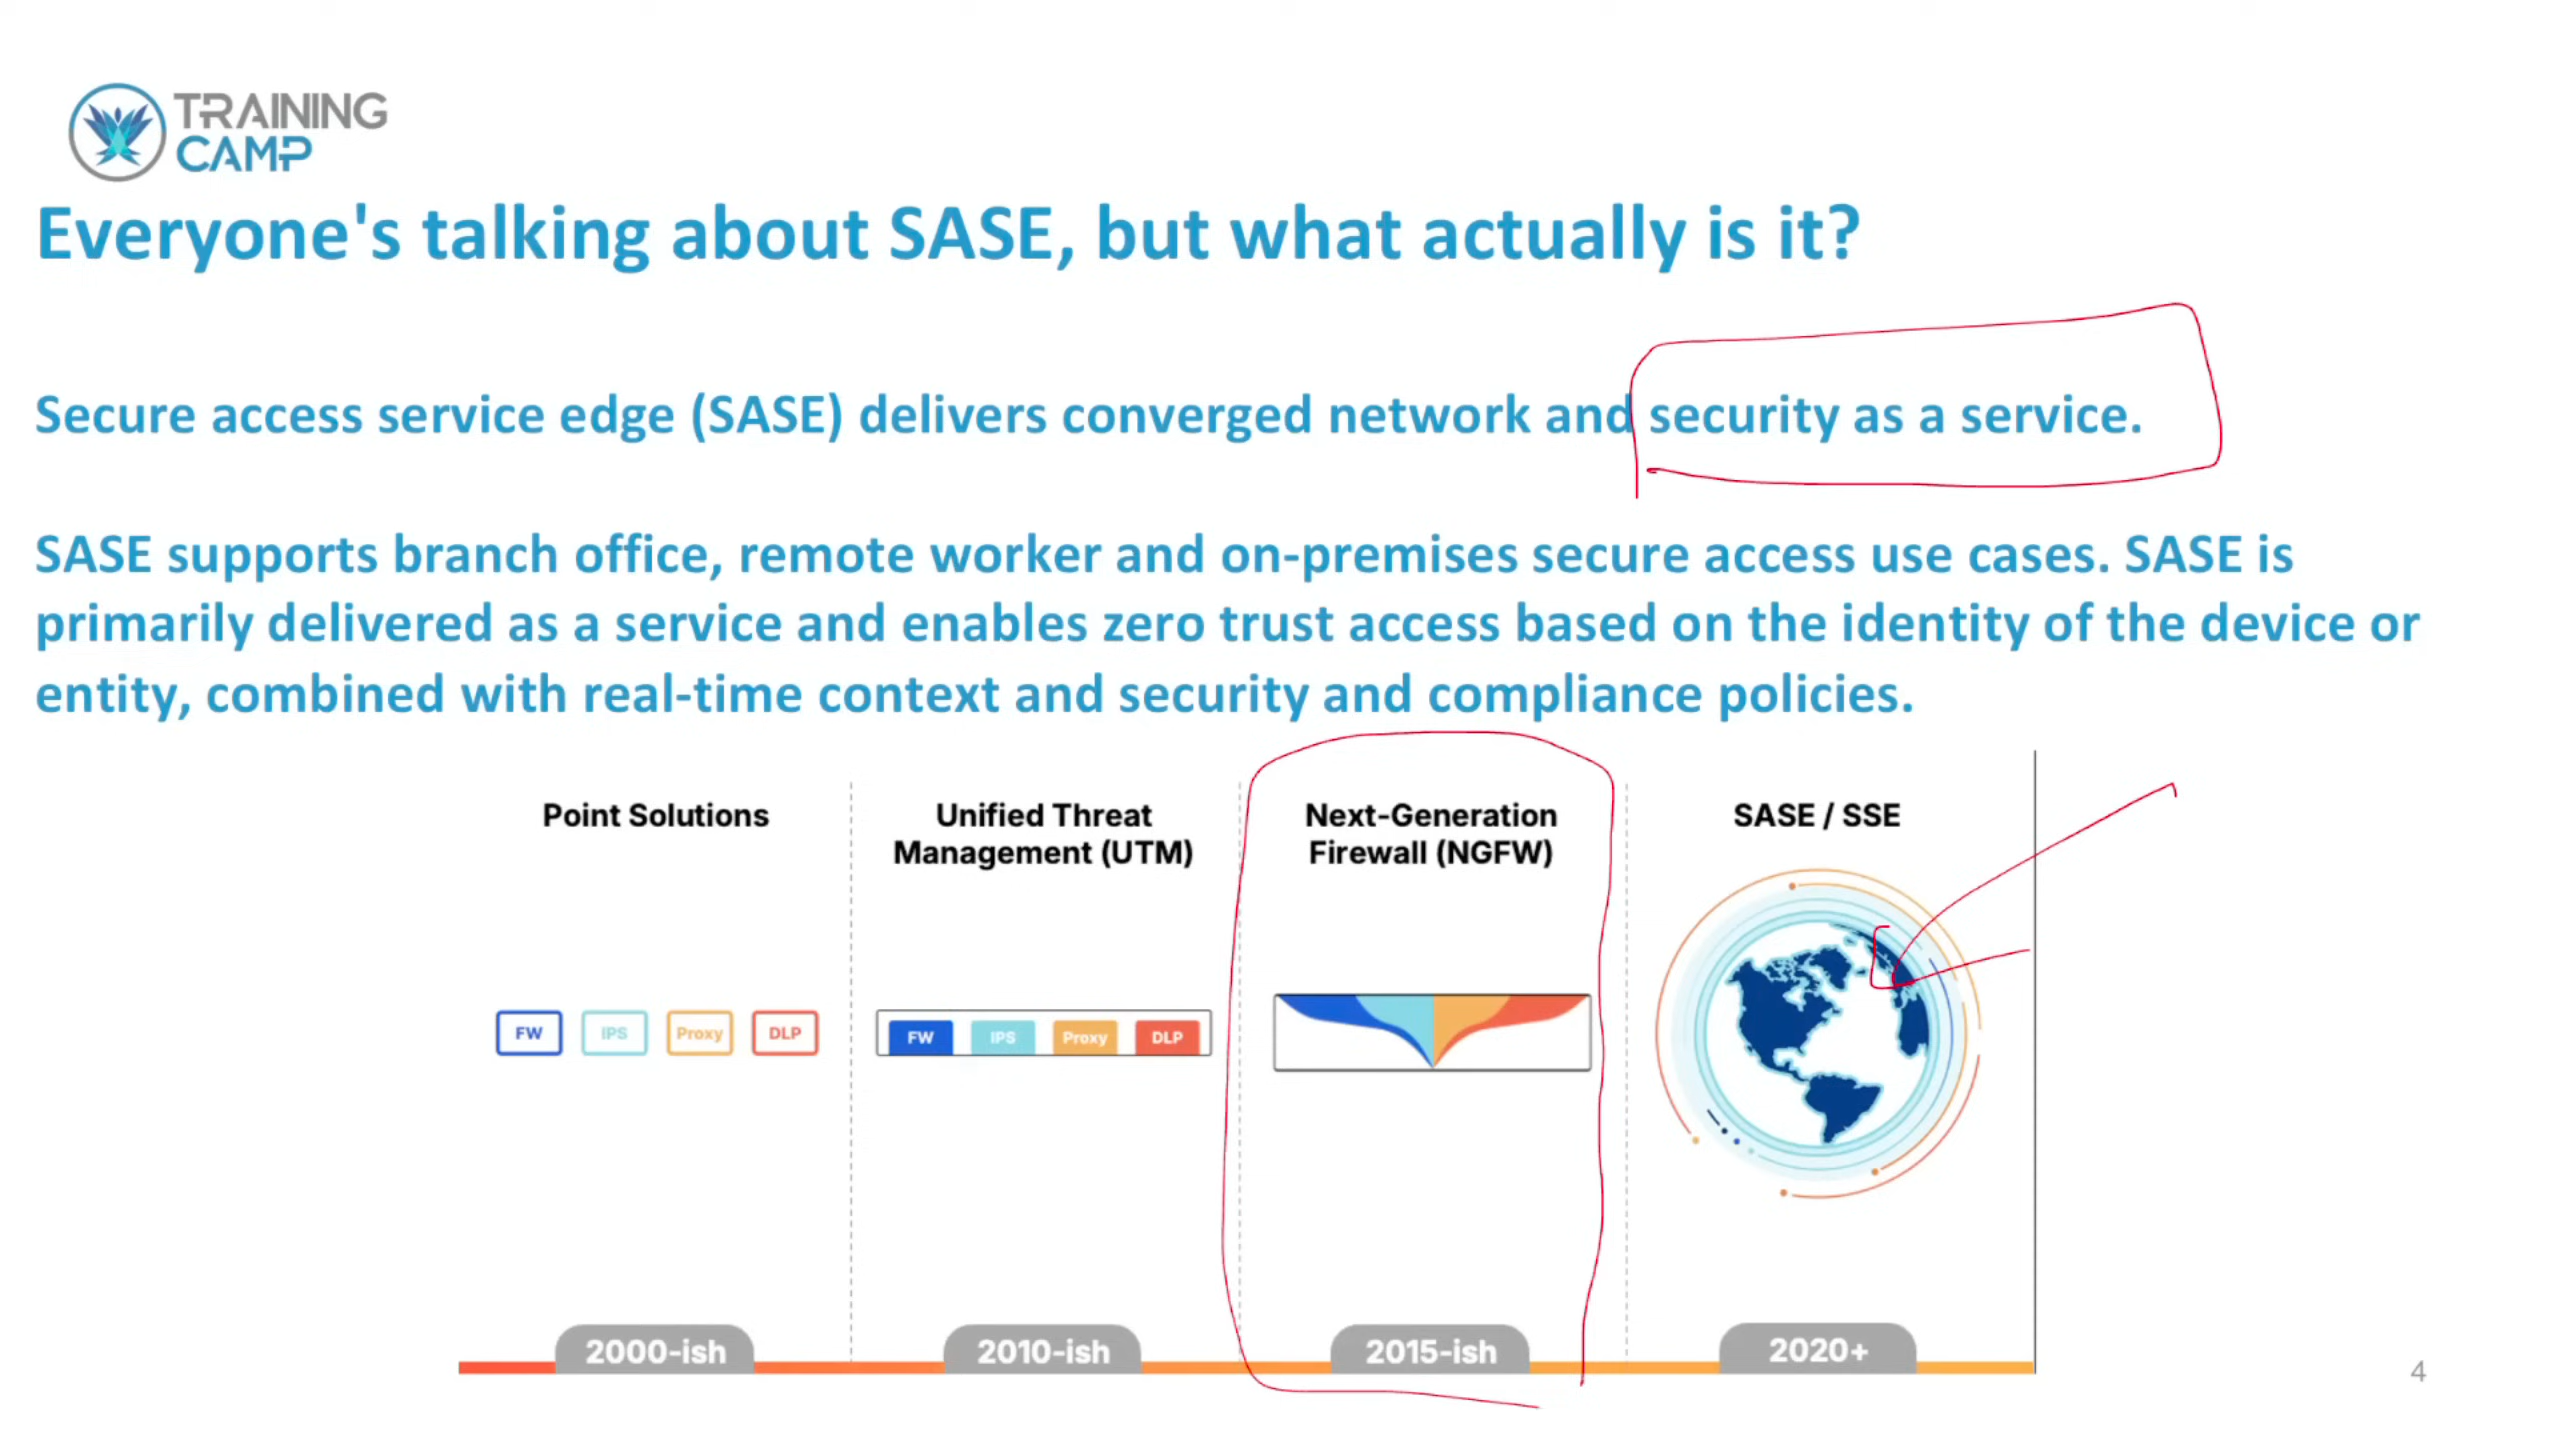 TRAINING
CAMP
Everyone's talking about SASE, but what actually is it?
Secure access service edge (SASE) delivers converged network and security as a service.
SASE supports branch office, remote worker and on-premises secure access use cases. SASE is
primarily delivered as a service and enables zero trust access based on the identity of the device or
entity, combined with real-time context and security and compliance policies.
Point Solutions
FW IPS Proxy DLP
2000-ish
Unified Threat
Management (UTM)
FW IPS Proxy DLP
2010-ish
Next-Generation
Firewall (NGFW)
2015-ish
SASE / SSE
2020+
4